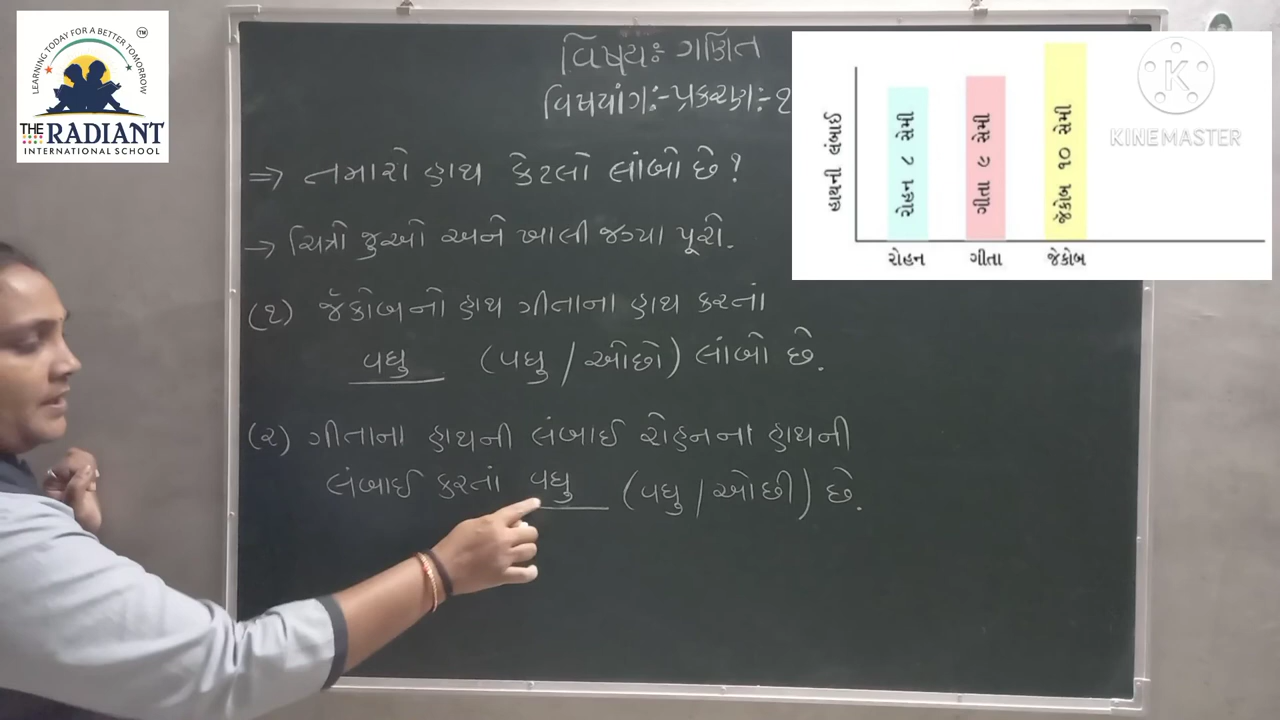 LEARNING TODAY FOR A BETTER TOMORROW
TM
THE RADIANT
INTERNATIONAL SCHOOL
વિષય:- ગણિત
વિષયાંગ:-પ્રકરણ:-૨
⇒ તમારો હાથ કેટલો લાંબો છે?
→ ચિત્રો જુઓ અને ખાલી જગ્યા પૂરો.
(૧) જૅકોબનો હાથ ગીતાના હાથ કરતાં
વધુ (વધુ / ઓછો) લાંબો છે.
(૨) ગીતાના હાથની લંબાઈ રોહનના હાથની
લંબાઈ કરતાં વધુ (વધુ / ઓછી) છે.
હાથની લંબાઈ
રોહન ૮ સેમી
ગીતા ૯ સેમી
જૅકોબ ૧૦ સેમી
રોહન ગીતા જેકોબ
K
KINEMASTER